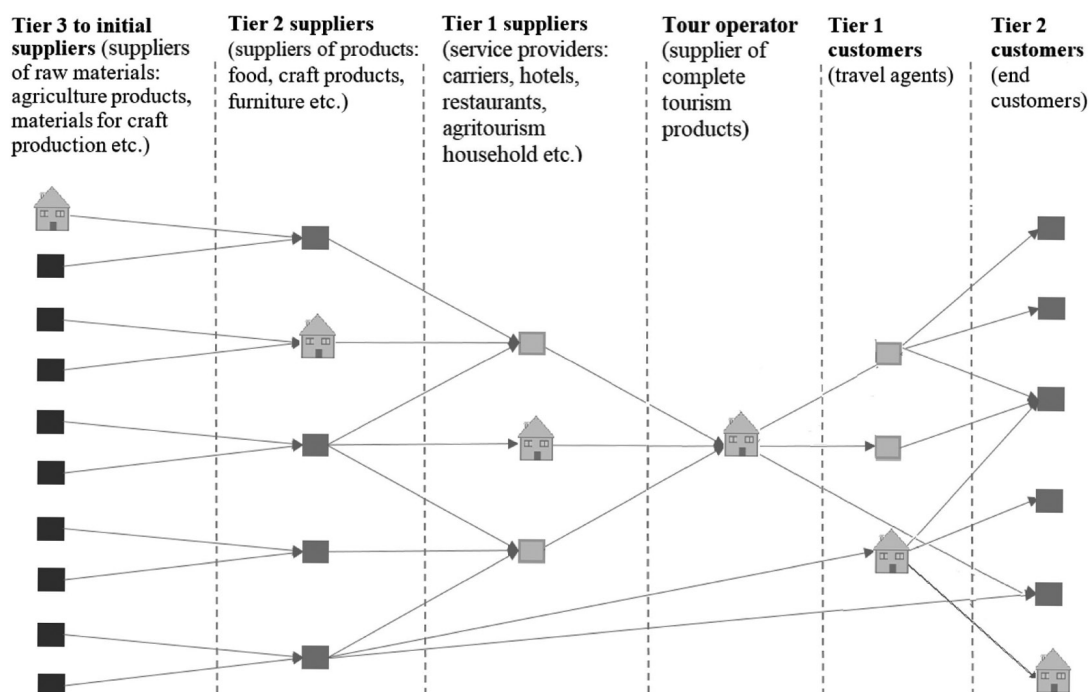 Tier 3 to initial
suppliers (suppliers
of raw materials:
agriculture products,
materials for craft
production etc.)
Tier 2 suppliers
(suppliers of products:
food, craft products,
furniture etc.)
Tier 1 suppliers
(service providers:
carriers, hotels,
restaurants,
agritourism
household etc.)
Tour operator
(supplier of
complete
tourism
products)
Tier 1
customers
(travel agents)
Tier 2
customers
(end
customers)